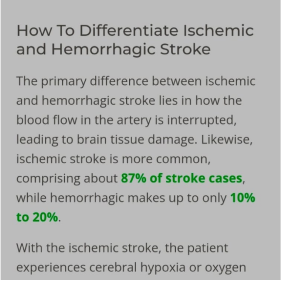 How To Differentiate Ischemic
and Hemorrhagic Stroke
The primary difference between ischemic
and hemorrhagic stroke lies in how the
blood flow in the artery is interrupted,
leading to brain tissue damage. Likewise,
ischemic stroke is more common,
comprising about 87% of stroke cases,
while hemorrhagic makes up to only 10%
to 20%.
With the ischemic stroke, the patient
experiences cerebral hypoxia or oxygen